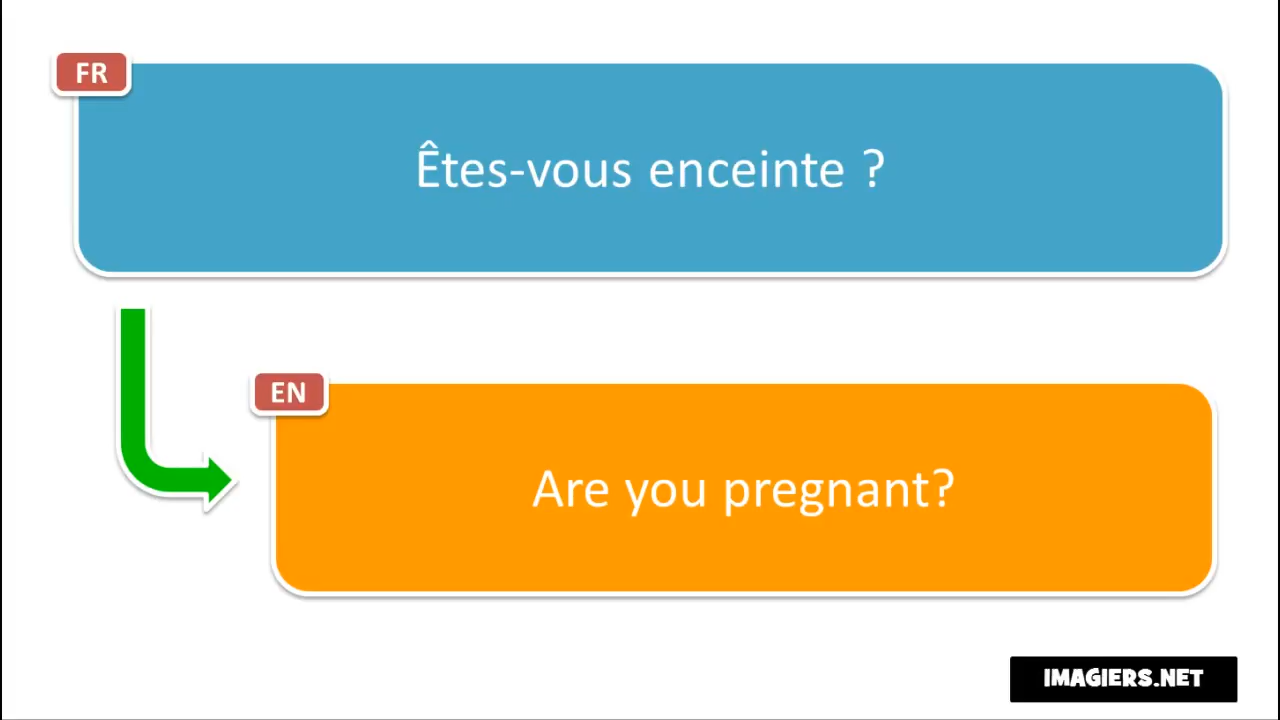 FR
Êtes-vous enceinte ?
EN
Are you pregnant?
IMAGIERS.NET